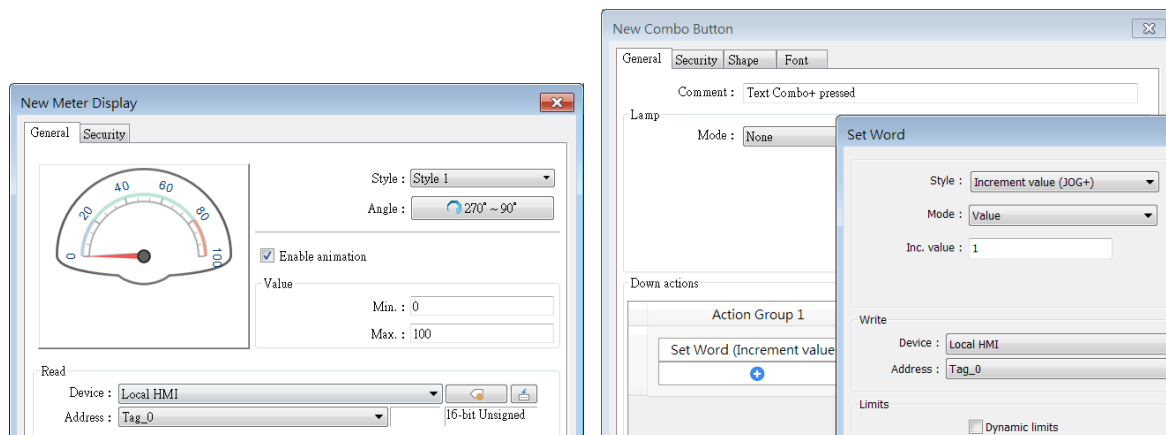 New Meter Display
General Security
0 20 40 60 80 100
Style : Style 1
Angle : 270° ~ 90°
Enable animation
Value
Min. : 0
Max. : 100
Read
Device : Local HMI
Address : Tag_0 16-bit Unsigned
New Combo Button
General Security Shape Font
Comment : Text Combo+ pressed
Lamp
Mode : None
Down actions
Action Group 1
Set Word (Increment value
Set Word
Style : Increment value (JOG+)
Mode : Value
Inc. value : 1
Write
Device : Local HMI
Address : Tag_0
Limits
Dynamic limits